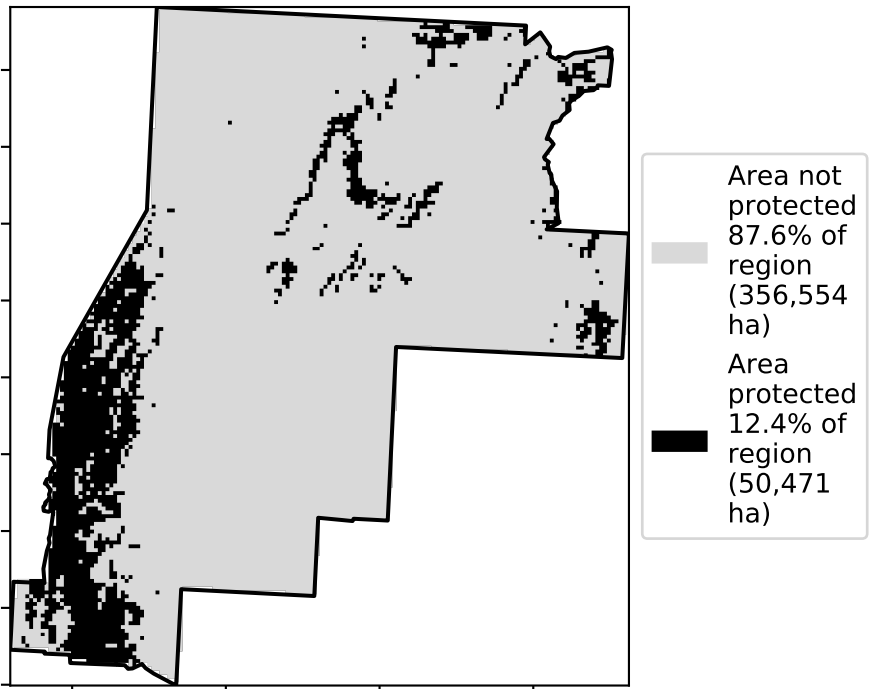 Area not
protected
87.6% of
region
(356,554
ha)
Area
protected
12.4% of
region
(50,471
ha)